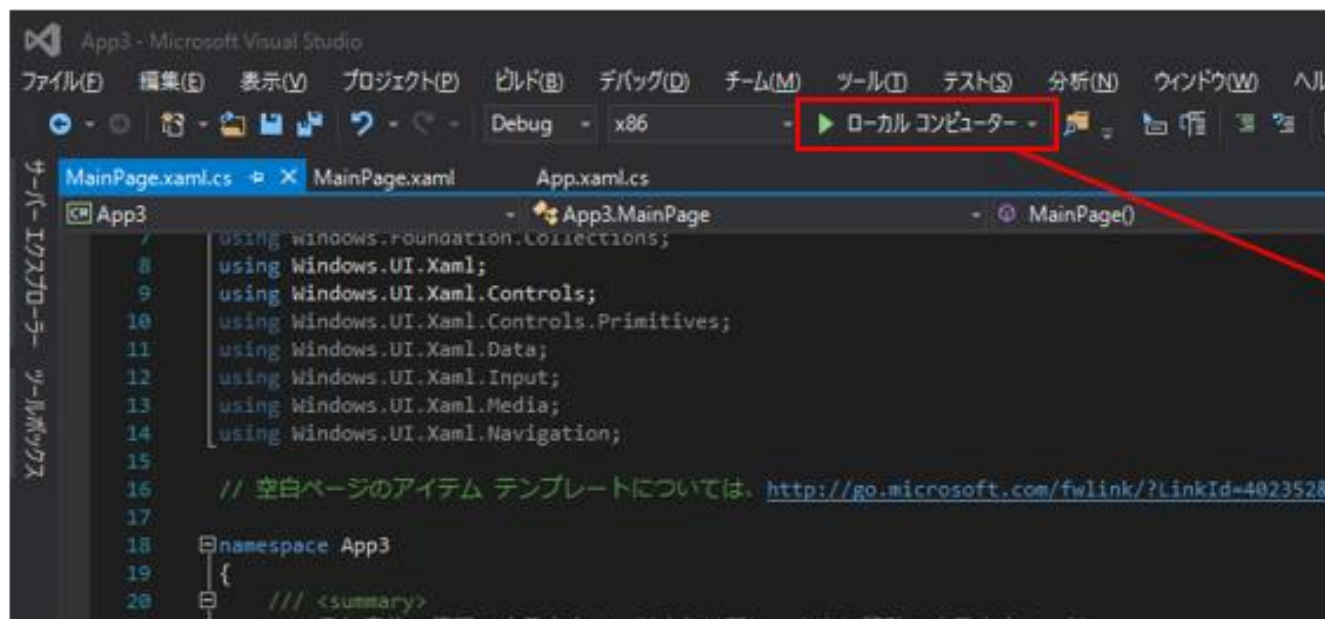 App3 - Microsoft Visual Studio
ファイル(F) 編集(E) 表示(V) プロジェクト(P) ビルド(B) デバッグ(D) チーム(M) ツール(T) テスト(S) 分析(N) ウィンドウ(W) ヘル
Debug x86 ローカル コンピューター
サーバー エクスプローラー ツールボックス
MainPage.xaml.cs MainPage.xaml App.xaml.cs
C# App3 App3.MainPage MainPage()
7 using Windows.Foundation.Collections;
8 using Windows.UI.Xaml;
9 using Windows.UI.Xaml.Controls;
10 using Windows.UI.Xaml.Controls.Primitives;
11 using Windows.UI.Xaml.Data;
12 using Windows.UI.Xaml.Input;
13 using Windows.UI.Xaml.Media;
14 using Windows.UI.Xaml.Navigation;
15
16 // 空白ページのアイテム テンプレートについては、http://go.microsoft.com/fwlink/?LinkId=4023528
17
18 namespace App3
19 {
20 /// <summary>